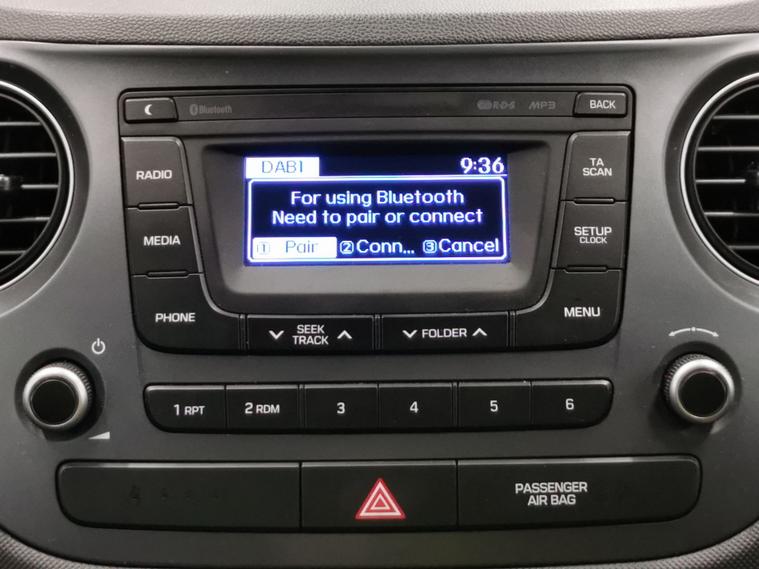 Bluetooth
R·D·S
MP3
BACK
RADIO
MEDIA
PHONE
DAB1
9:36
For using Bluetooth
Need to pair or connect
1 Pair 2 Conn... 3 Cancel
TA
SCAN
SETUP
CLOCK
MENU
SEEK
TRACK
FOLDER
1 RPT
2 RDM
3
4
5
6
PASSENGER
AIR BAG